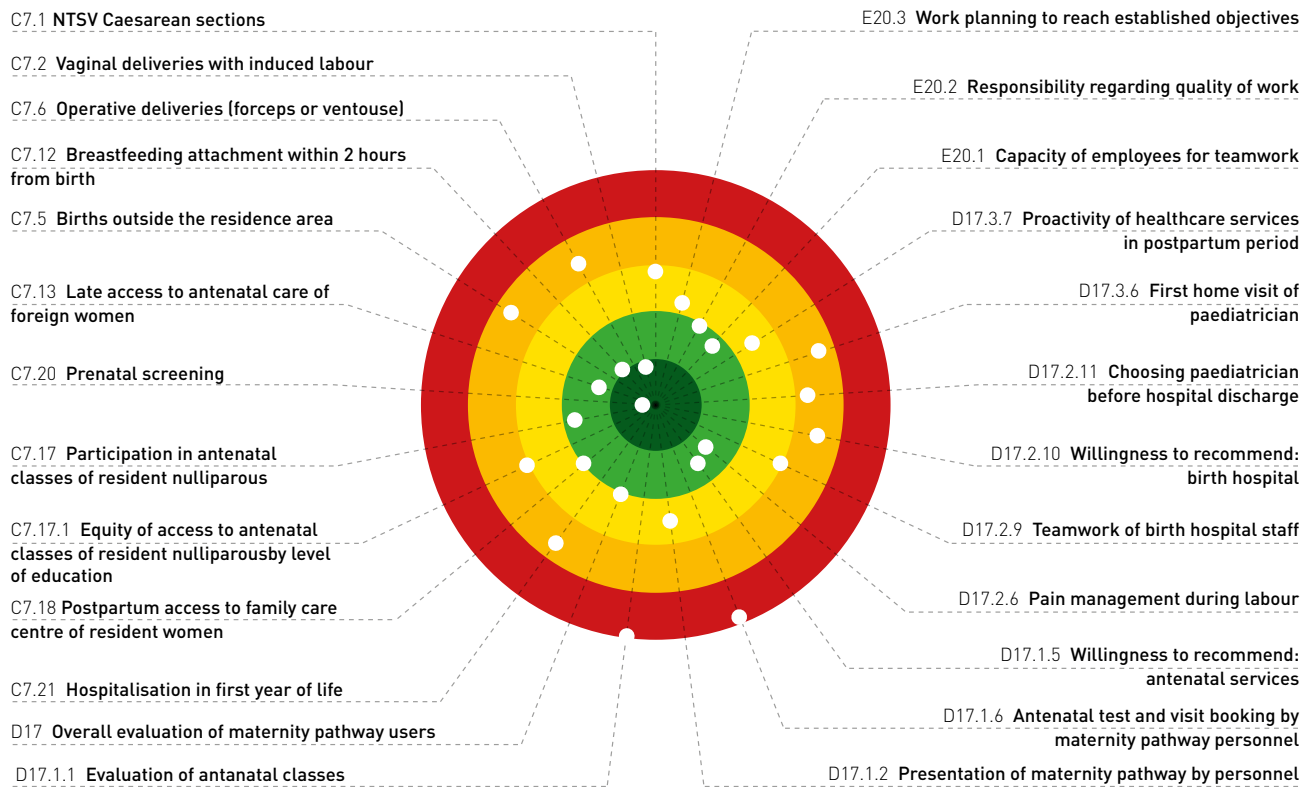 C7.1 NTSV Caesarean sections
C7.2 Vaginal deliveries with induced labour
C7.6 Operative deliveries (forceps or ventouse)
C7.12 Breastfeeding attachment within 2 hours
from birth
C7.5 Births outside the residence area
C7.13 Late access to antenatal care of
foreign women
C7.20 Prenatal screening
C7.17 Participation in antenatal
classes of resident nulliparous
C7.17.1 Equity of access to antenatal
classes of resident nulliparousby level
of education
C7.18 Postpartum access to family care
centre of resident women
C7.21 Hospitalisation in first year of life
D17 Overall evaluation of maternity pathway users
D17.1.1 Evaluation of antanatal classes
E20.3 Work planning to reach established objectives
E20.2 Responsibility regarding quality of work
E20.1 Capacity of employees for teamwork
D17.3.7 Proactivity of healthcare services
in postpartum period
D17.3.6 First home visit of
paediatrician
D17.2.11 Choosing paediatrician
before hospital discharge
D17.2.10 Willingness to recommend:
birth hospital
D17.2.9 Teamwork of birth hospital staff
D17.2.6 Pain management during labour
D17.1.5 Willingness to recommend:
antenatal services
D17.1.6 Antenatal test and visit booking by
maternity pathway personnel
D17.1.2 Presentation of maternity pathway by personnel